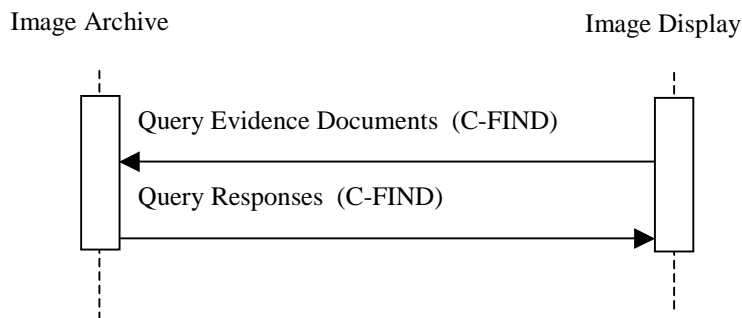 Image Archive
Image Display
Query Evidence Documents  (C-FIND)
Query Responses  (C-FIND)